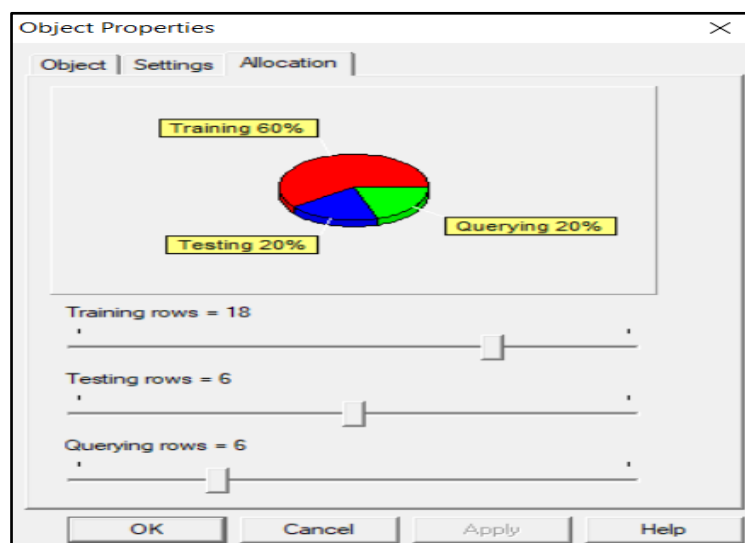 Object Properties
Object
Settings
Allocation
Training 60%
Querying 20%
Testing 20%
Training rows = 18
Testing rows = 6
Querying rows = 6
OK
Cancel
Apply
Help